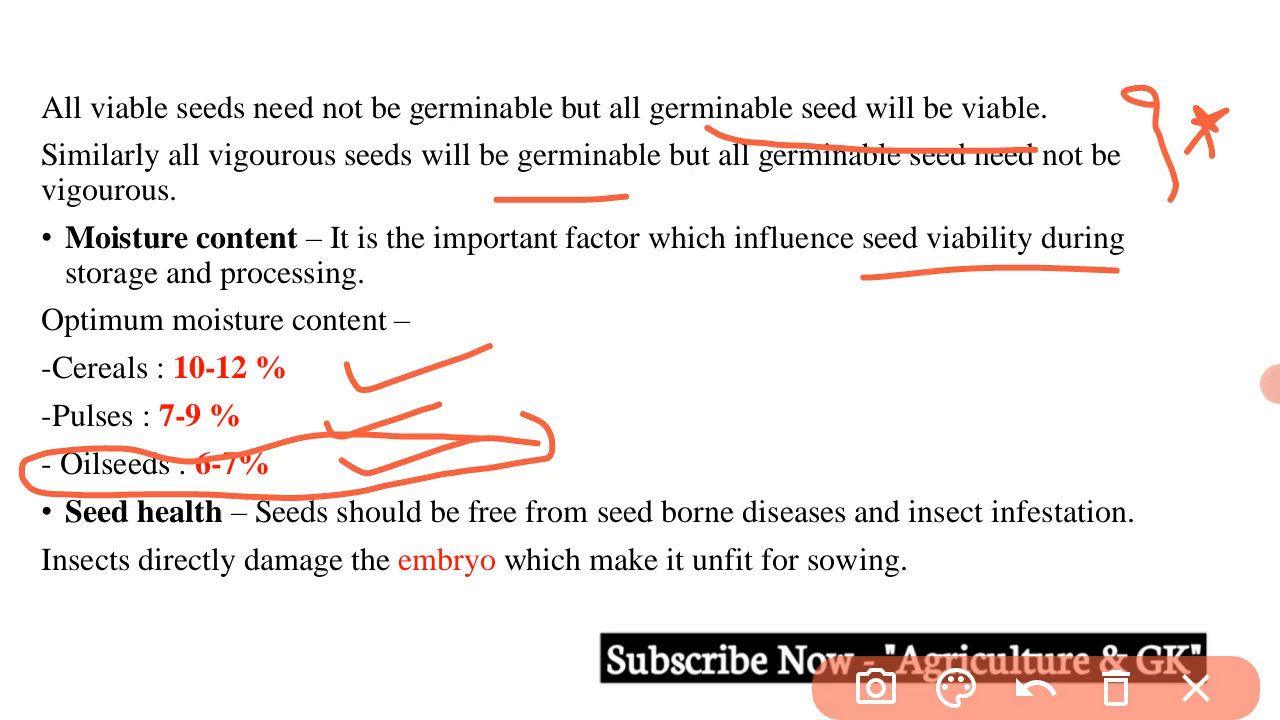 All viable seeds need not be germinable but all germinable seed will be viable.
Similarly all vigourous seeds will be germinable but all germinable seed need not be
vigourous.
• Moisture content – It is the important factor which influence seed viability during
storage and processing.
Optimum moisture content –
-Cereals : 10-12 %
-Pulses : 7-9 %
- Oilseeds : 6-7%
• Seed health – Seeds should be free from seed borne diseases and insect infestation.
Insects directly damage the embryo which make it unfit for sowing.
Subscribe Now - "Agriculture & GK"